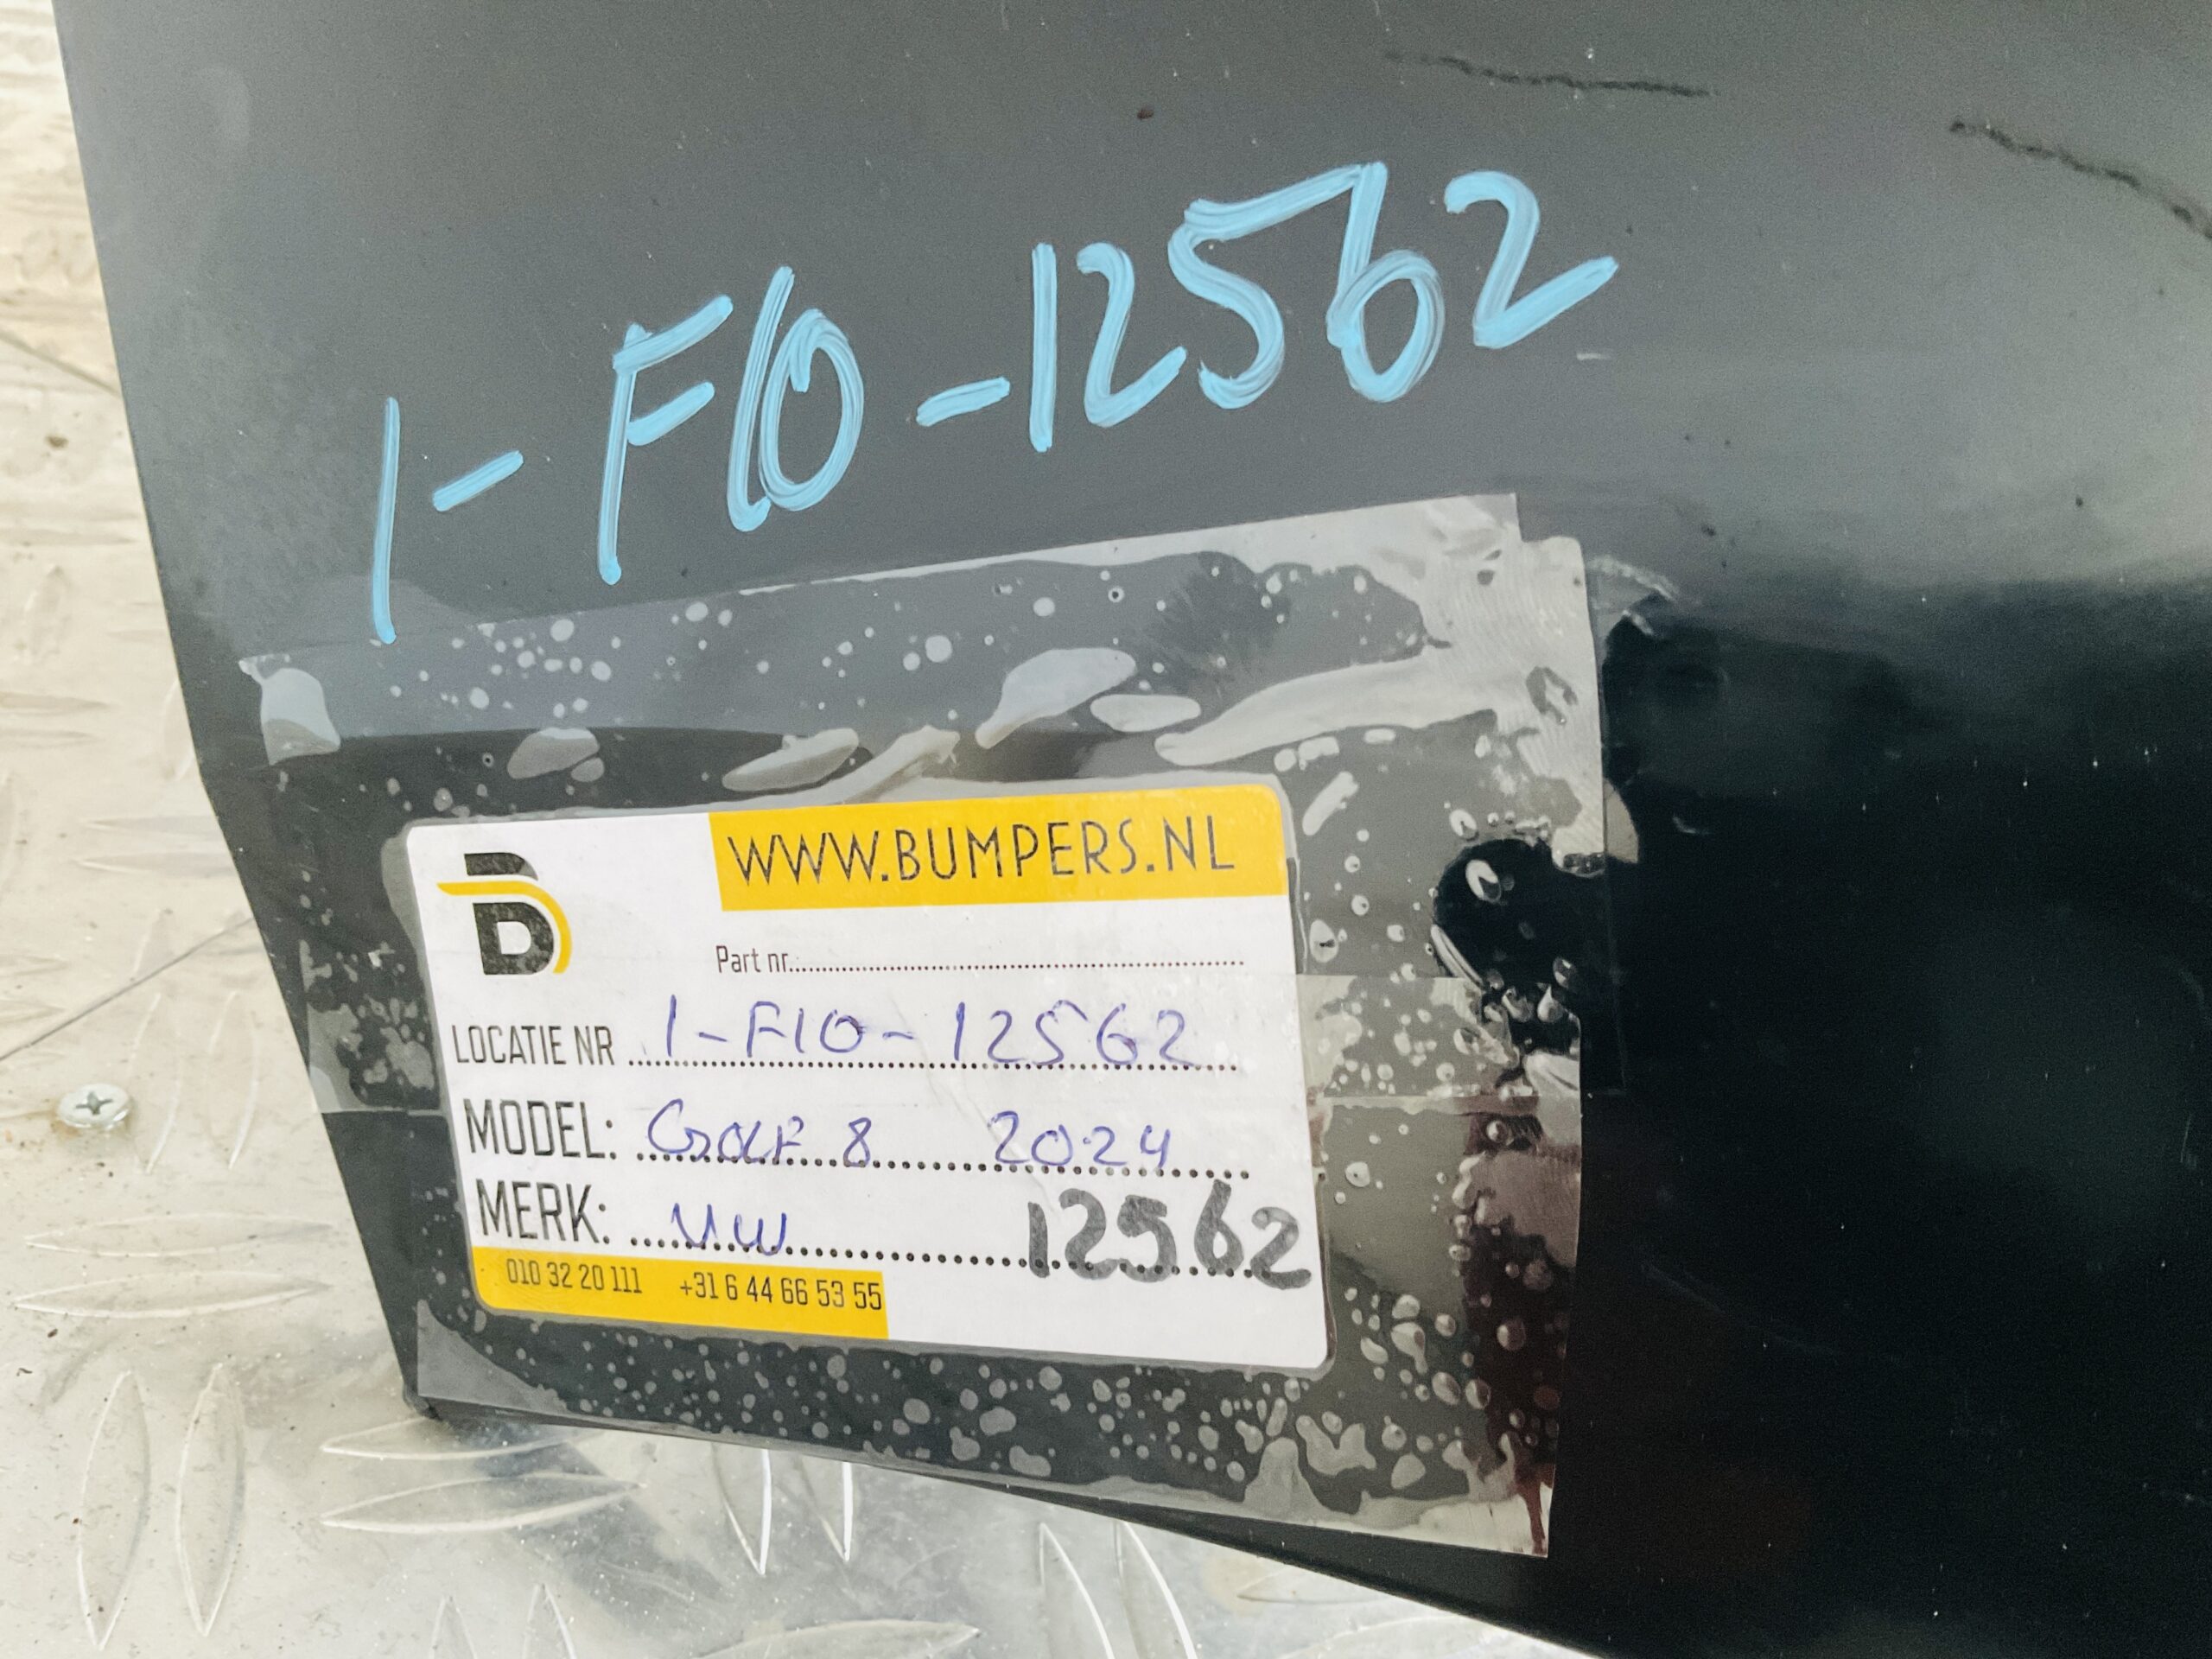 1-F10-12562
WWW.BUMPERS.NL
Part nr.
LOCATIE NR 1-F10-12562
MODEL: GOLF 8 2024
MERK: VW 12562
010 32 20 111 +31 6 44 66 53 55